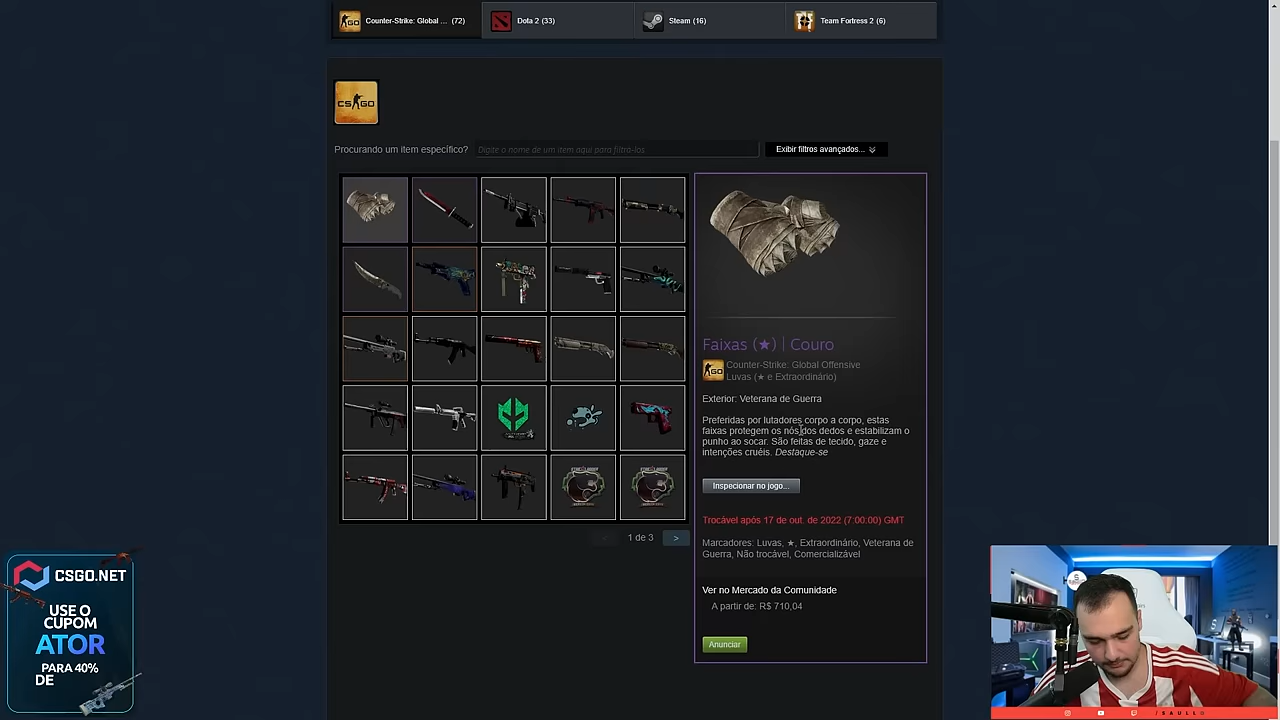 Counter-Strike: Global ... (72)
Dota 2 (33)
Steam (16)
Team Fortress 2 (6)
CS GO
Procurando um item específico?
Digite o nome de um item aqui para filtrá-los
Exibir filtros avançados...
Faixas (★) | Couro
GO
Counter-Strike: Global Offensive
Luvas (★ e Extraordinário)
Exterior: Veterana de Guerra
Preferidas por lutadores corpo a corpo, estas
faixas protegem os nós dos dedos e estabilizam o
punho ao socar. São feitas de tecido, gaze e
intenções cruéis. Destaque-se
Inspecionar no jogo...
Trocável após 17 de out. de 2022 (7:00:00) GMT
1 de 3
>
Marcadores: Luvas, ★, Extraordinário, Veterana de
Guerra, Não trocável, Comercializável
Ver no Mercado da Comunidade
A partir de: R$ 710,04
Anunciar
CSGO.NET
USE O
CUPOM
ATOR
PARA 40%
DE
/SAULLO